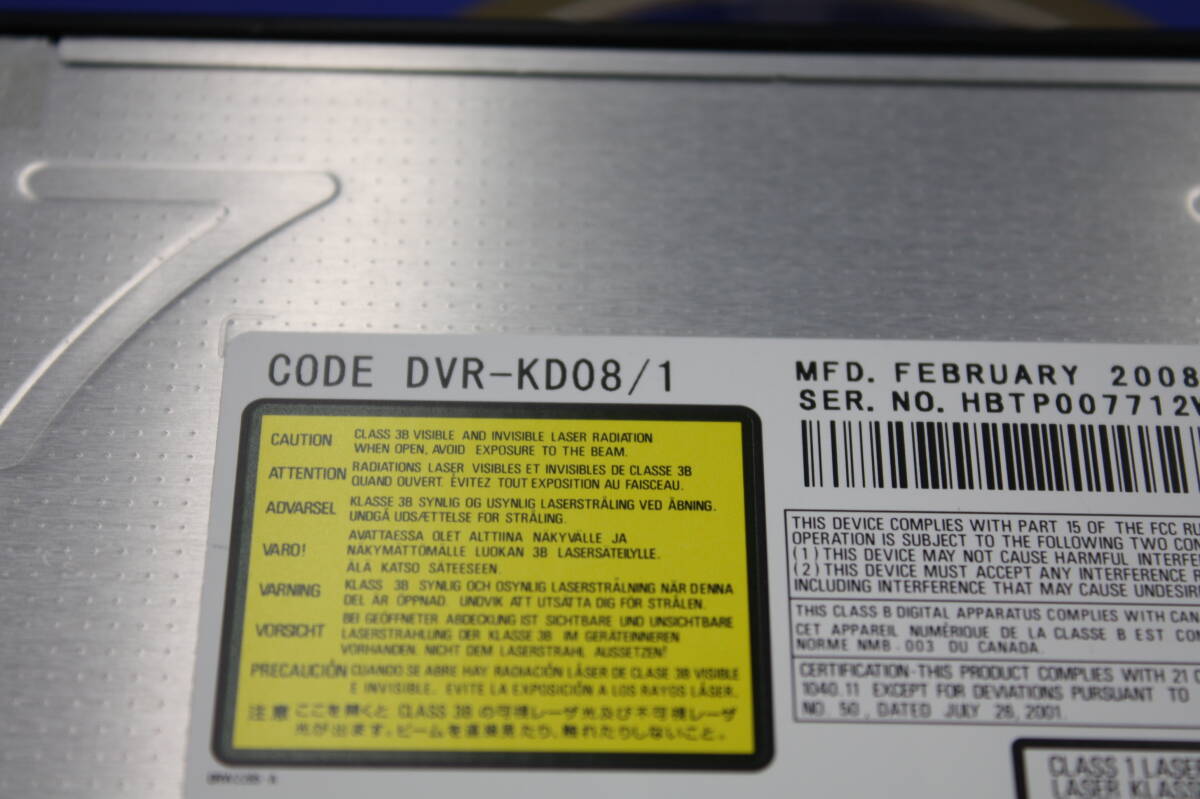 CODE DVR-KD08/1
MFD. FEBRUARY 2008
SER. NO. HBTP007712Y
CAUTION CLASS 3B VISIBLE AND INVISIBLE LASER RADIATION
WHEN OPEN, AVOID EXPOSURE TO THE BEAM.
ATTENTION RADIATIONS LASER VISIBLES ET INVISIBLES DE CLASSE 3B
QUAND OUVERT. ÉVITEZ TOUT EXPOSITION AU FAISCEAU.
ADVARSEL KLASSE 3B SYNLIG OG USYNLIG LASERSTRÅLING VED ÅBNING.
UNDGÅ UDSÆTTELSE FOR STRÅLING.
VARO! AVATTAESSA OLET ALTTIINA NÄKYVÄLLE JA
NÄKYMÄTTÖMÄLLE LUOKAN 3B LASERSÄTEILYLLE.
ÄLÄ KATSO SÄTEESEEN.
VARNING KLASS 3B SYNLIG OCH OSYNLIG LASERSTRÅLNING NÄR DENNA
DEL ÄR ÖPPNAD. UNDVIK ATT UTSÄTTA DIG FÖR STRÅLEN.
VORSICHT BEI GEÖFFNETER ABDECKUNG IST SICHTBARE UND UNSICHTBARE
LASERSTRAHLUNG DER KLASSE 3B IM GERÄTEINNEREN
VORHANDEN. NICHT DEM LASERSTRAHL AUSSETZEN!
PRECAUCIÓN CUANDO SE ABRE HAY RADIACIÓN LÁSER DE CLASE 3B VISIBLE
E INVISIBLE. EVITE LA EXPOSICIÓN A LOS RAYOS LÁSER.
注意 ここを開くと CLASS 3B の可視レーザ光及び不可視レーザ
光が出ます。ビームを直接見たり、触れたりしないこと。
THIS DEVICE COMPLIES WITH PART 15 OF THE FCC RU
OPERATION IS SUBJECT TO THE FOLLOWING TWO CON
(1) THIS DEVICE MAY NOT CAUSE HARMFUL INTERFE
(2) THIS DEVICE MUST ACCEPT ANY INTERFERENCE
INCLUDING INTERFERENCE THAT MAY CAUSE UNDESIR
THIS CLASS B DIGITAL APPARATUS COMPLIES WITH CAN
CET APPAREIL NUMÉRIQUE DE LA CLASSE B EST CO
NORME NMB-003 DU CANADA.
CERTIFICATION-THIS PRODUCT COMPLIES WITH 21 C
1040.11 EXCEPT FOR DEVIATIONS PURSUANT TO
NO. 50, DATED JULY 26, 2001.
CLASS 1 LASE
LASER KLASS